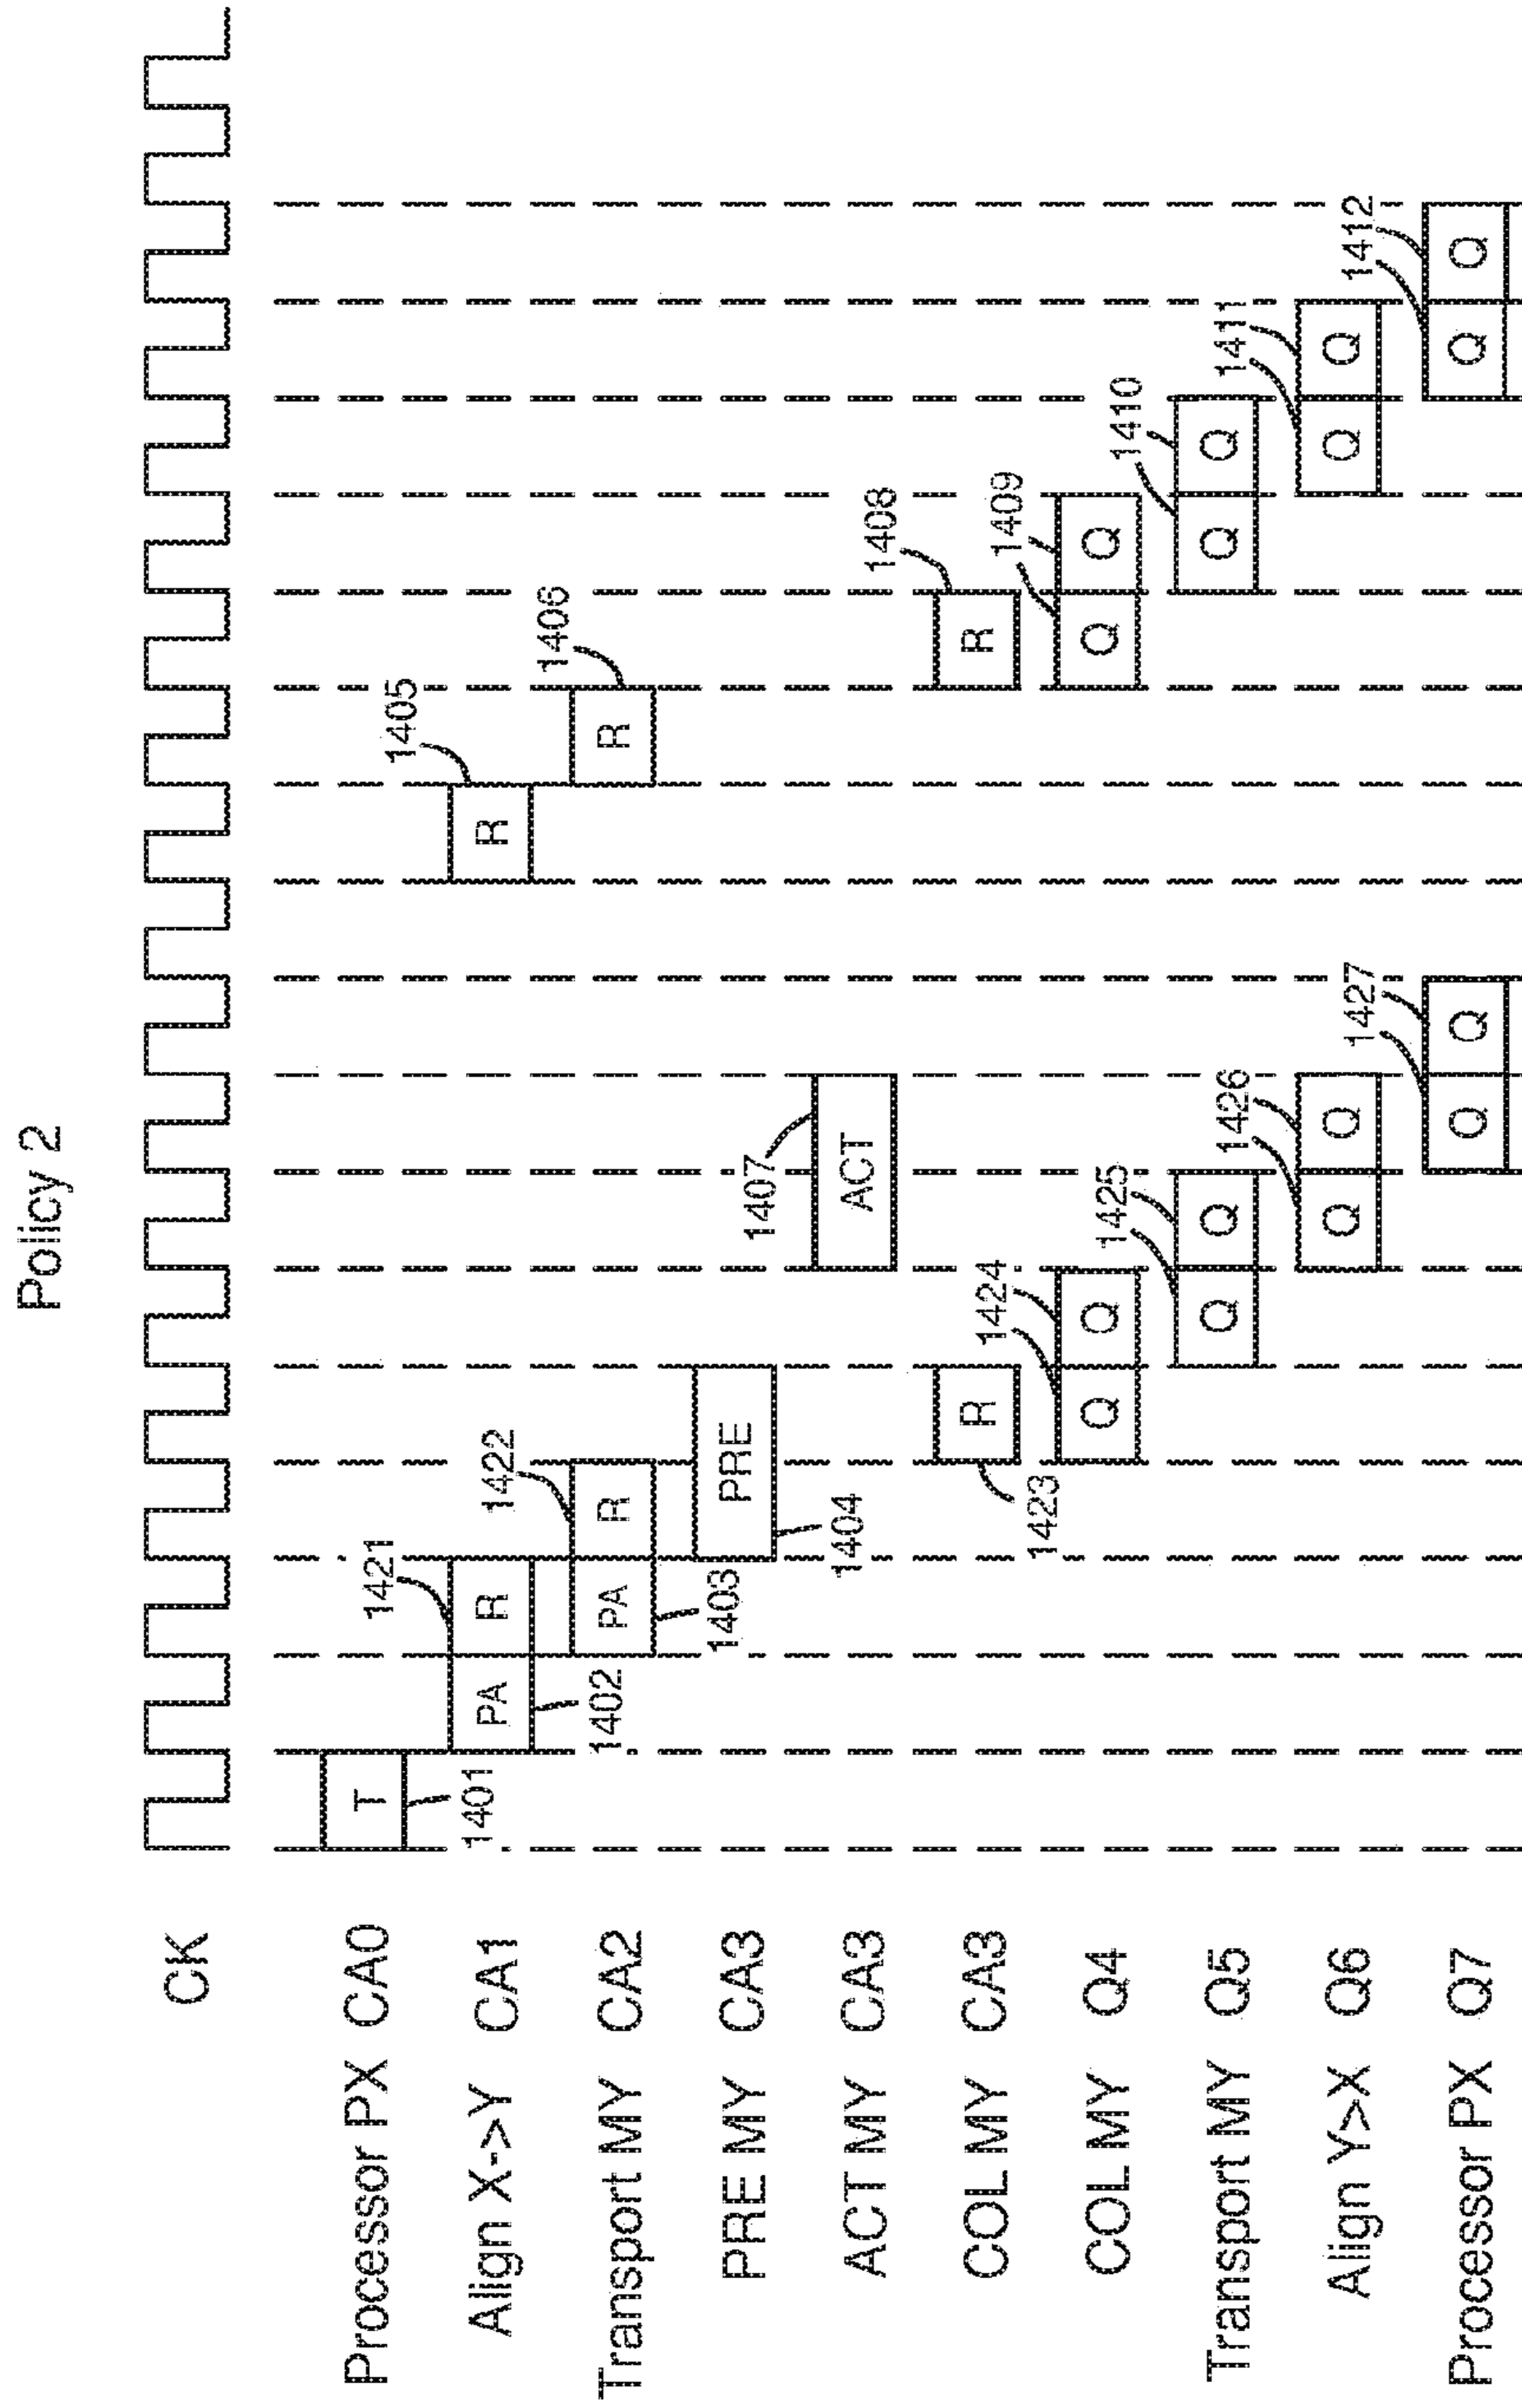 Policy 2
CK
Processor PX CA0 T 1401
Align X->Y CA1 PA 1402 R 1421 R 1405
Transport MY CA2 PA 1403 R 1422 R 1406
PRE MY CA3 PRE 1404
ACT MY CA3 ACT 1407
COL MY CA3 R 1423 R 1408
COL MY Q4 Q Q 1424 Q Q 1409
Transport MY Q5 Q Q 1425 Q Q 1410
Align Y>X Q6 Q Q 1426 Q Q 1411
Processor PX Q7 Q Q 1427 Q Q 1412